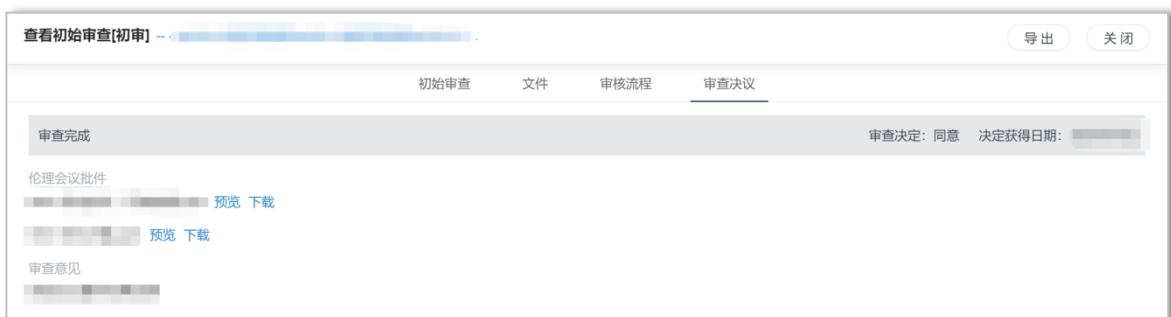 查看初始审查[初审] --
导出 关闭
初始审查 文件 审核流程 审查决议
审查完成 审查决定：同意 决定获得日期：
伦理会议批件
预览 下载
预览 下载
审查意见